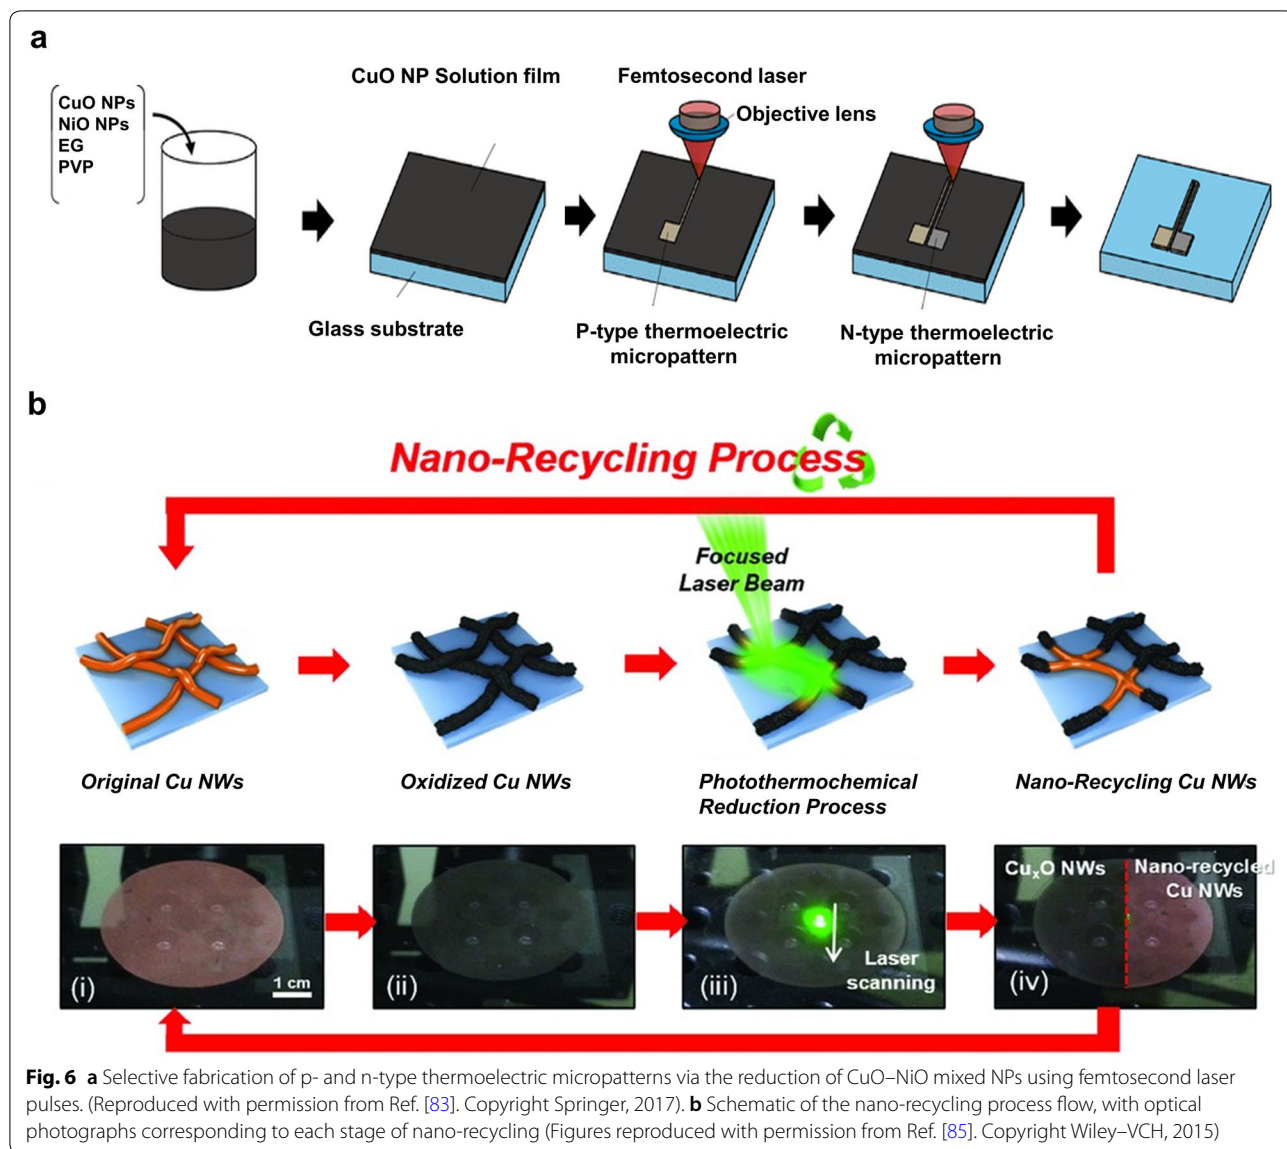 a
CuO NPs
NiO NPs
EG
PVP
CuO NP Solution film
Femtosecond laser
Objective lens
Glass substrate
P-type thermoelectric
micropattern
N-type thermoelectric
micropattern
b
Nano-Recycling Process
Focused
Laser Beam
Original Cu NWs
Oxidized Cu NWs
Photothermochemical
Reduction Process
Nano-Recycling Cu NWs
(i)
1 cm
(ii)
(iii)
Laser
scanning
CuₓO NWs
Nano-recycled
Cu NWs
(iv)
Fig. 6 a Selective fabrication of p- and n-type thermoelectric micropatterns via the reduction of CuO–NiO mixed NPs using femtosecond laser
pulses. (Reproduced with permission from Ref. [83]. Copyright Springer, 2017). b Schematic of the nano-recycling process flow, with optical
photographs corresponding to each stage of nano-recycling (Figures reproduced with permission from Ref. [85]. Copyright Wiley–VCH, 2015)